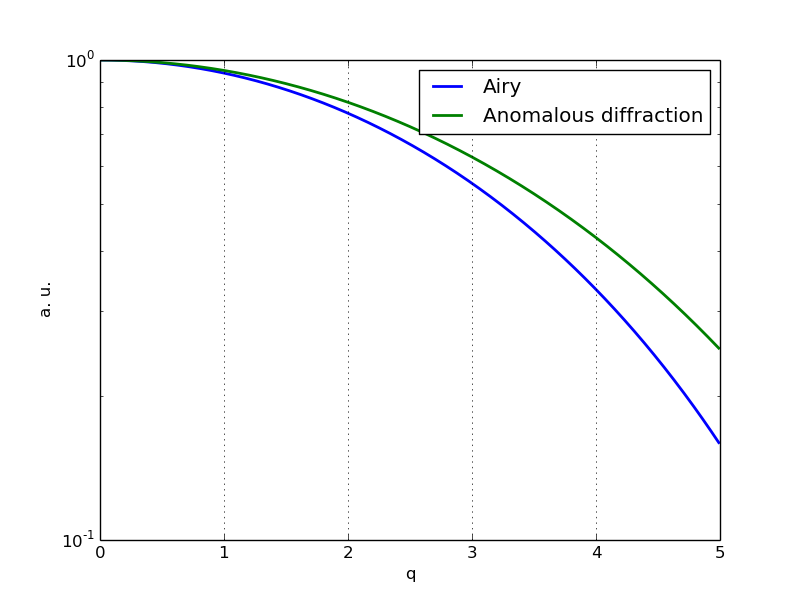 10^0
Airy
Anomalous diffraction
a. u.
10^-1
0 1 2 3 4 5
q